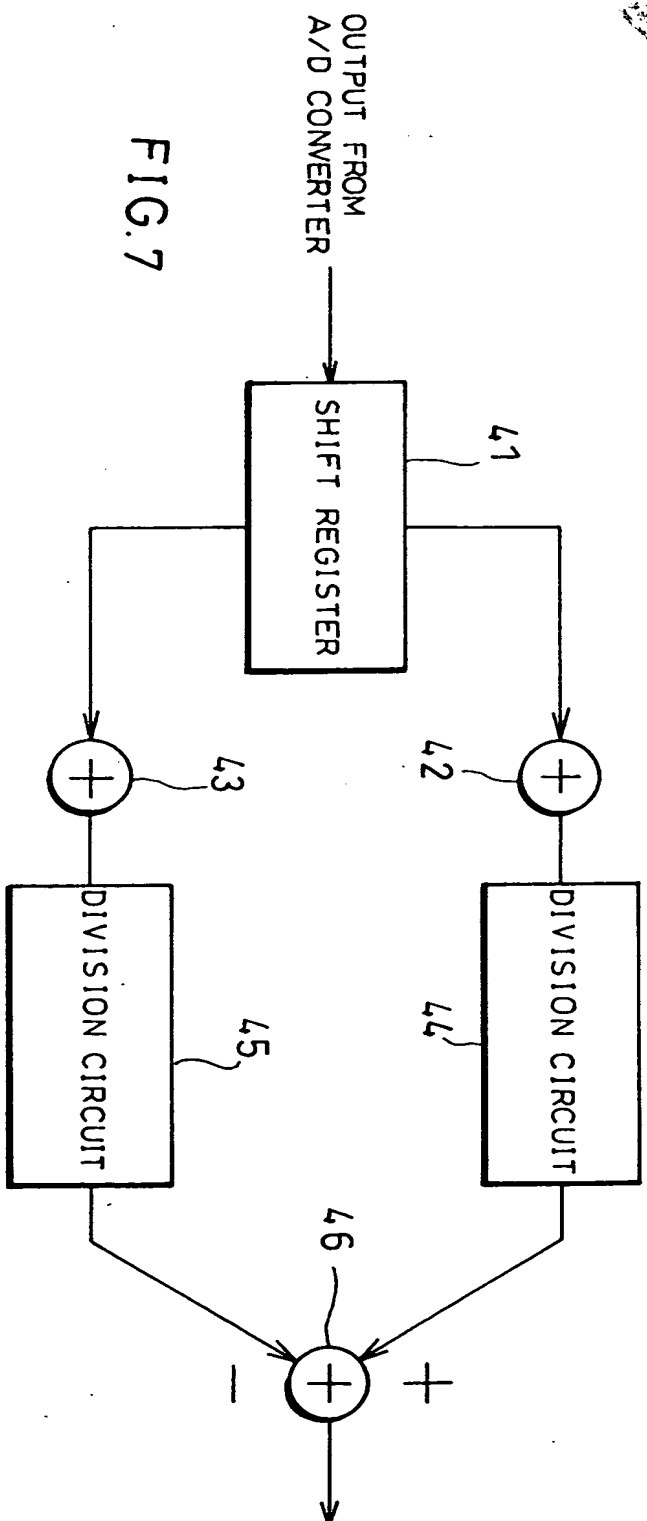 OUTPUT FROM
A/D CONVERTER
41
SHIFT REGISTER
42
43
DIVISION CIRCUIT
44
DIVISION CIRCUIT
45
46
+
−
FIG.7